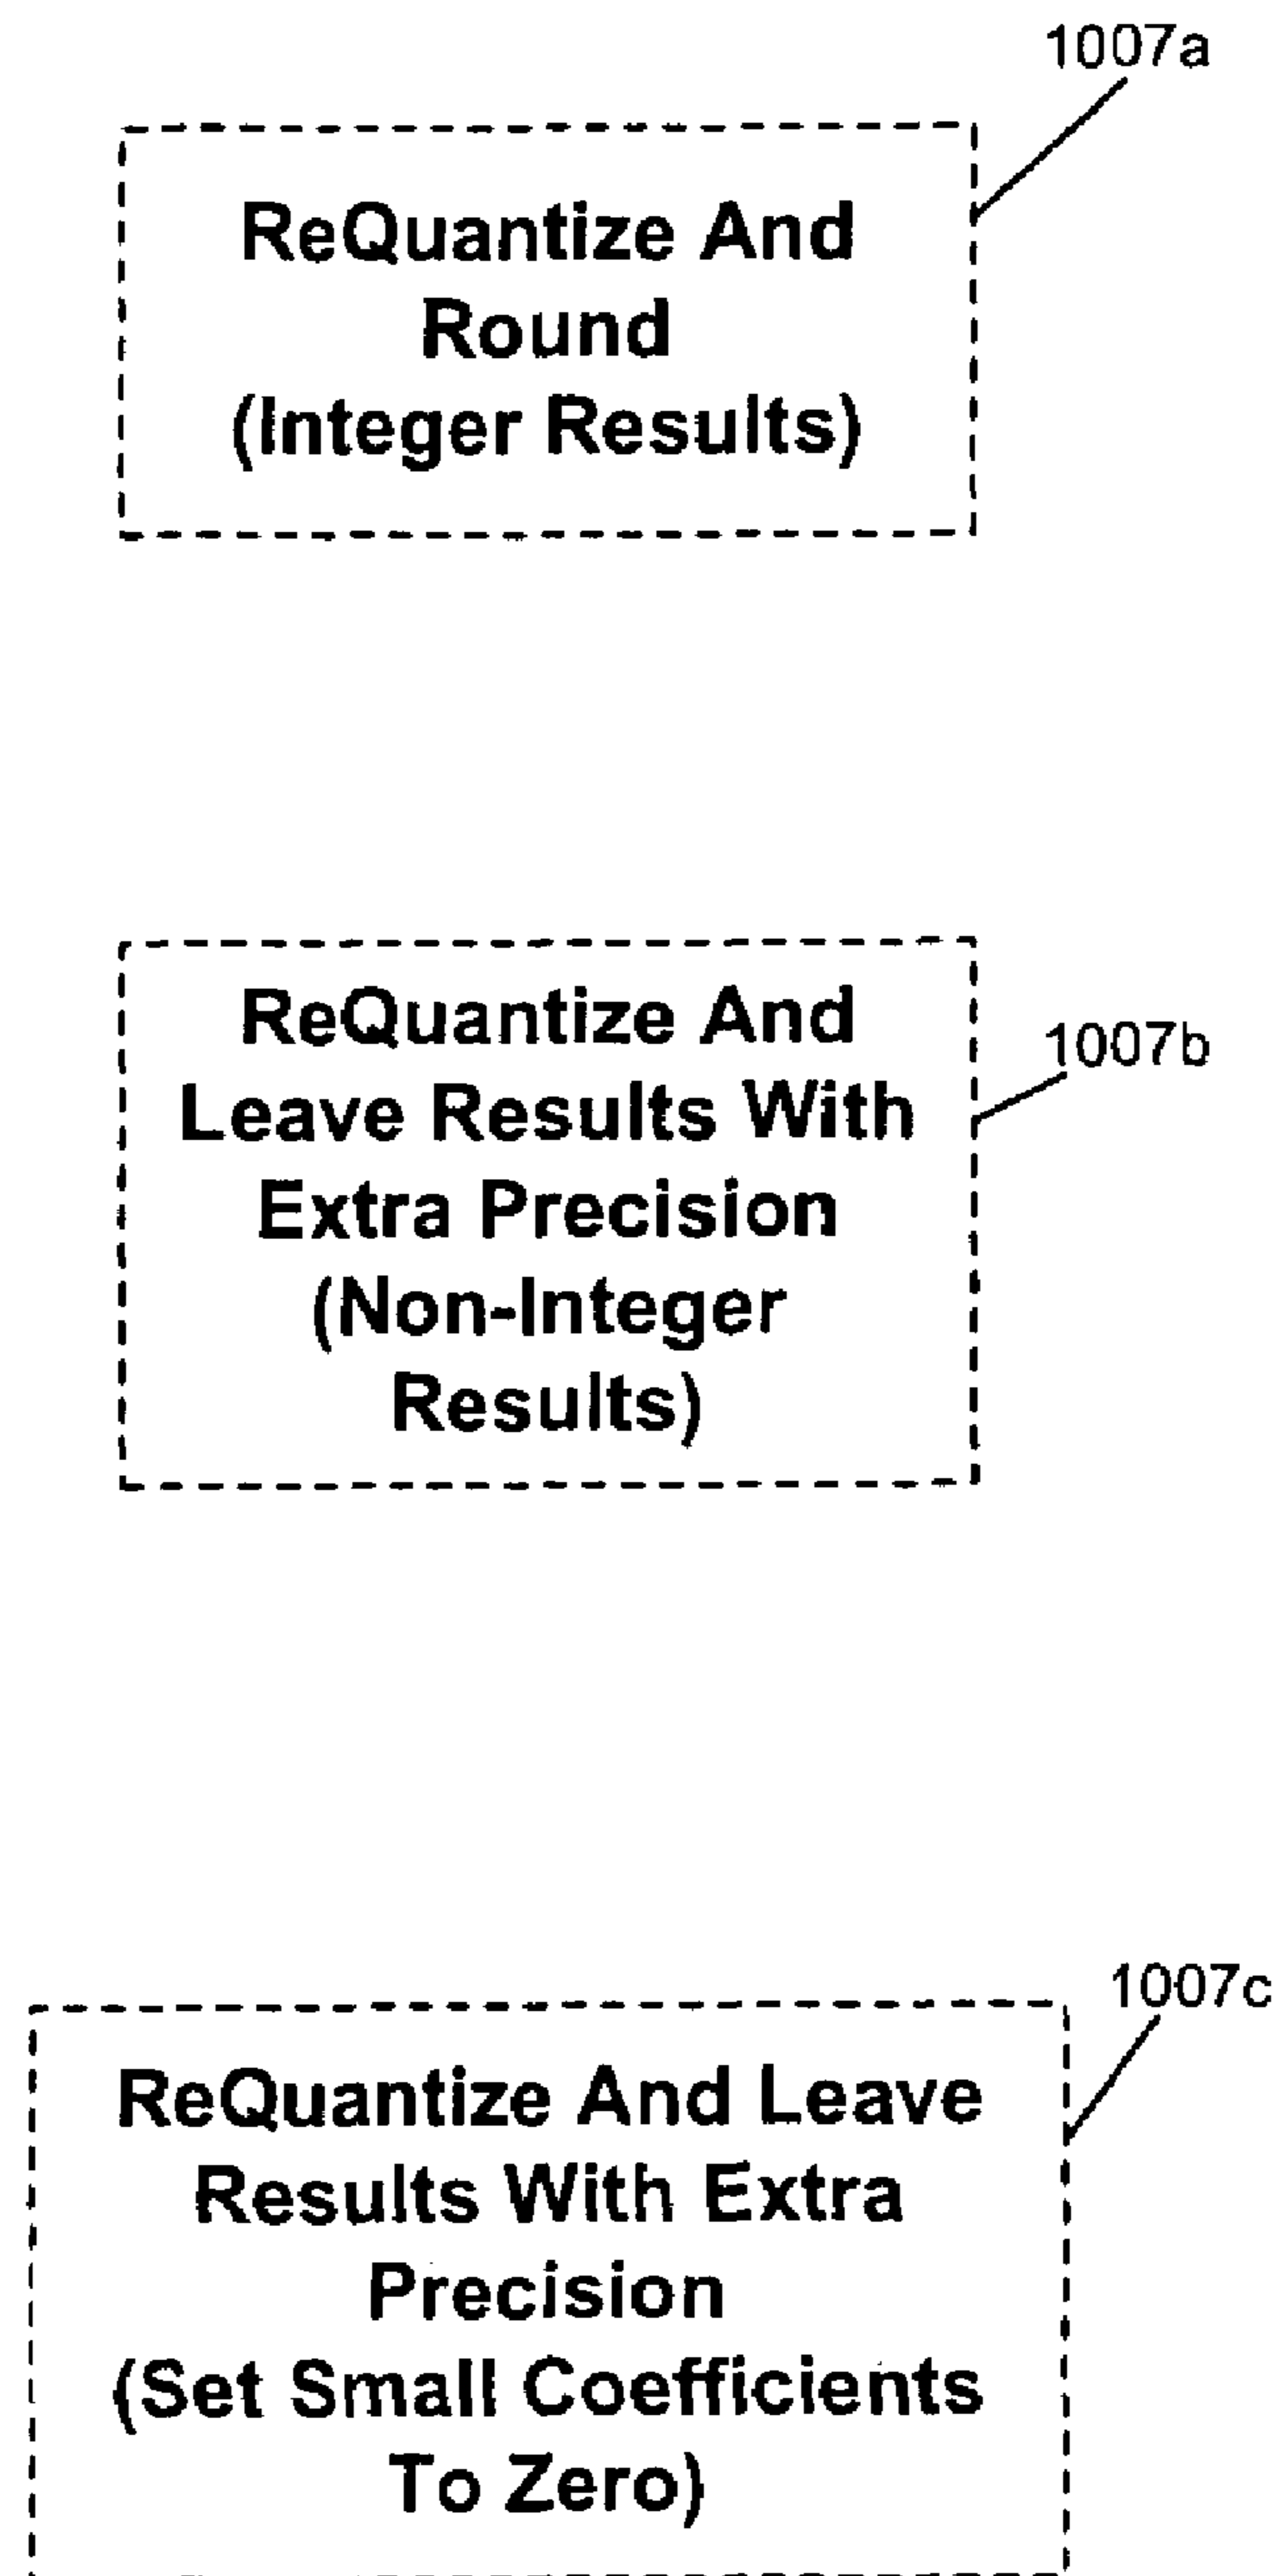 1007a
ReQuantize And
Round
(Integer Results)
ReQuantize And
Leave Results With
Extra Precision
(Non-Integer
Results)
1007b
ReQuantize And Leave
Results With Extra
Precision
(Set Small Coefficients
To Zero)
1007c